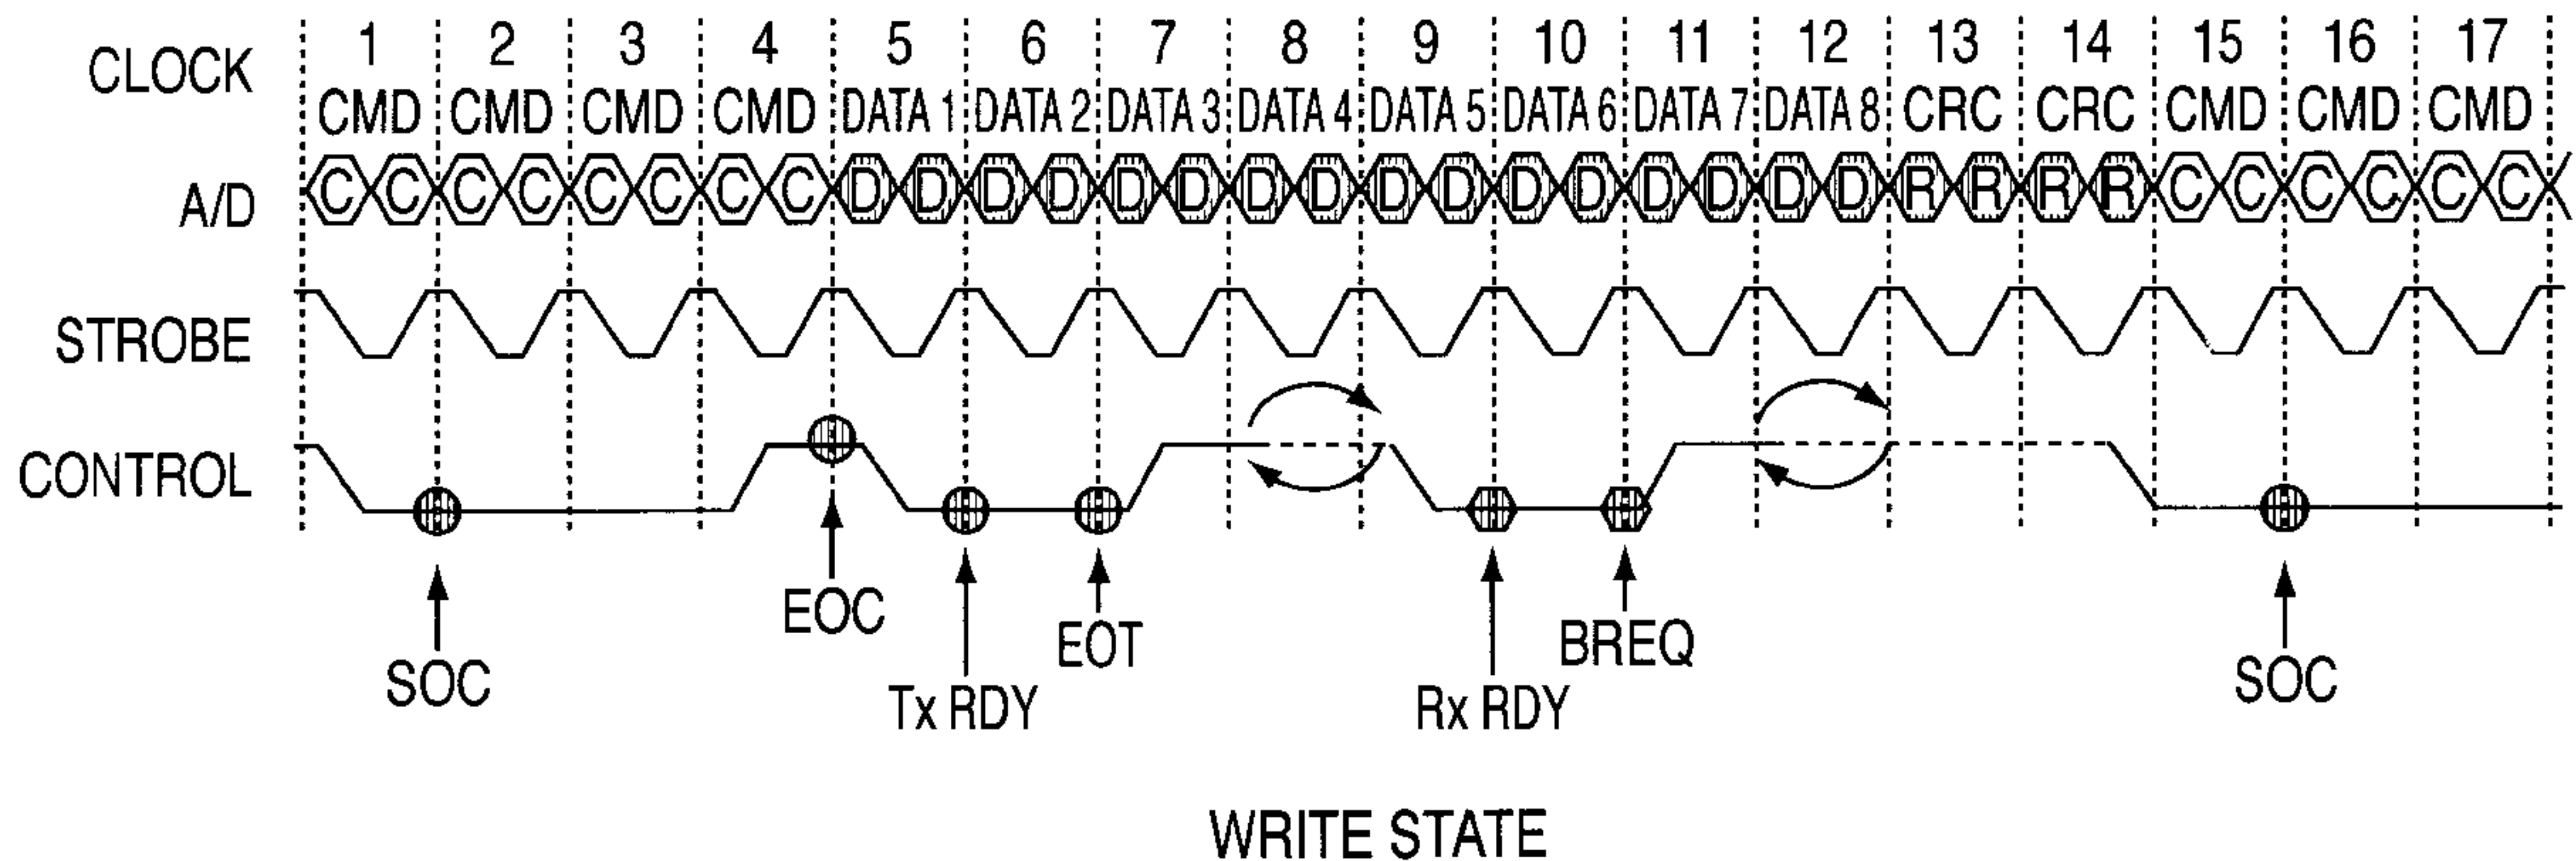 CLOCK 1 2 3 4 5 6 7 8 9 10 11 12 13 14 15 16 17
CMD CMD CMD CMD DATA 1 DATA 2 DATA 3 DATA 4 DATA 5 DATA 6 DATA 7 DATA 8 CRC CRC CMD CMD CMD
A/D C C C C C C C C D D D D D D D D D D D D D D D D R R R R C C C C C C
STROBE
CONTROL
EOC
EOT BREQ
SOC SOC
Tx RDY Rx RDY
WRITE STATE